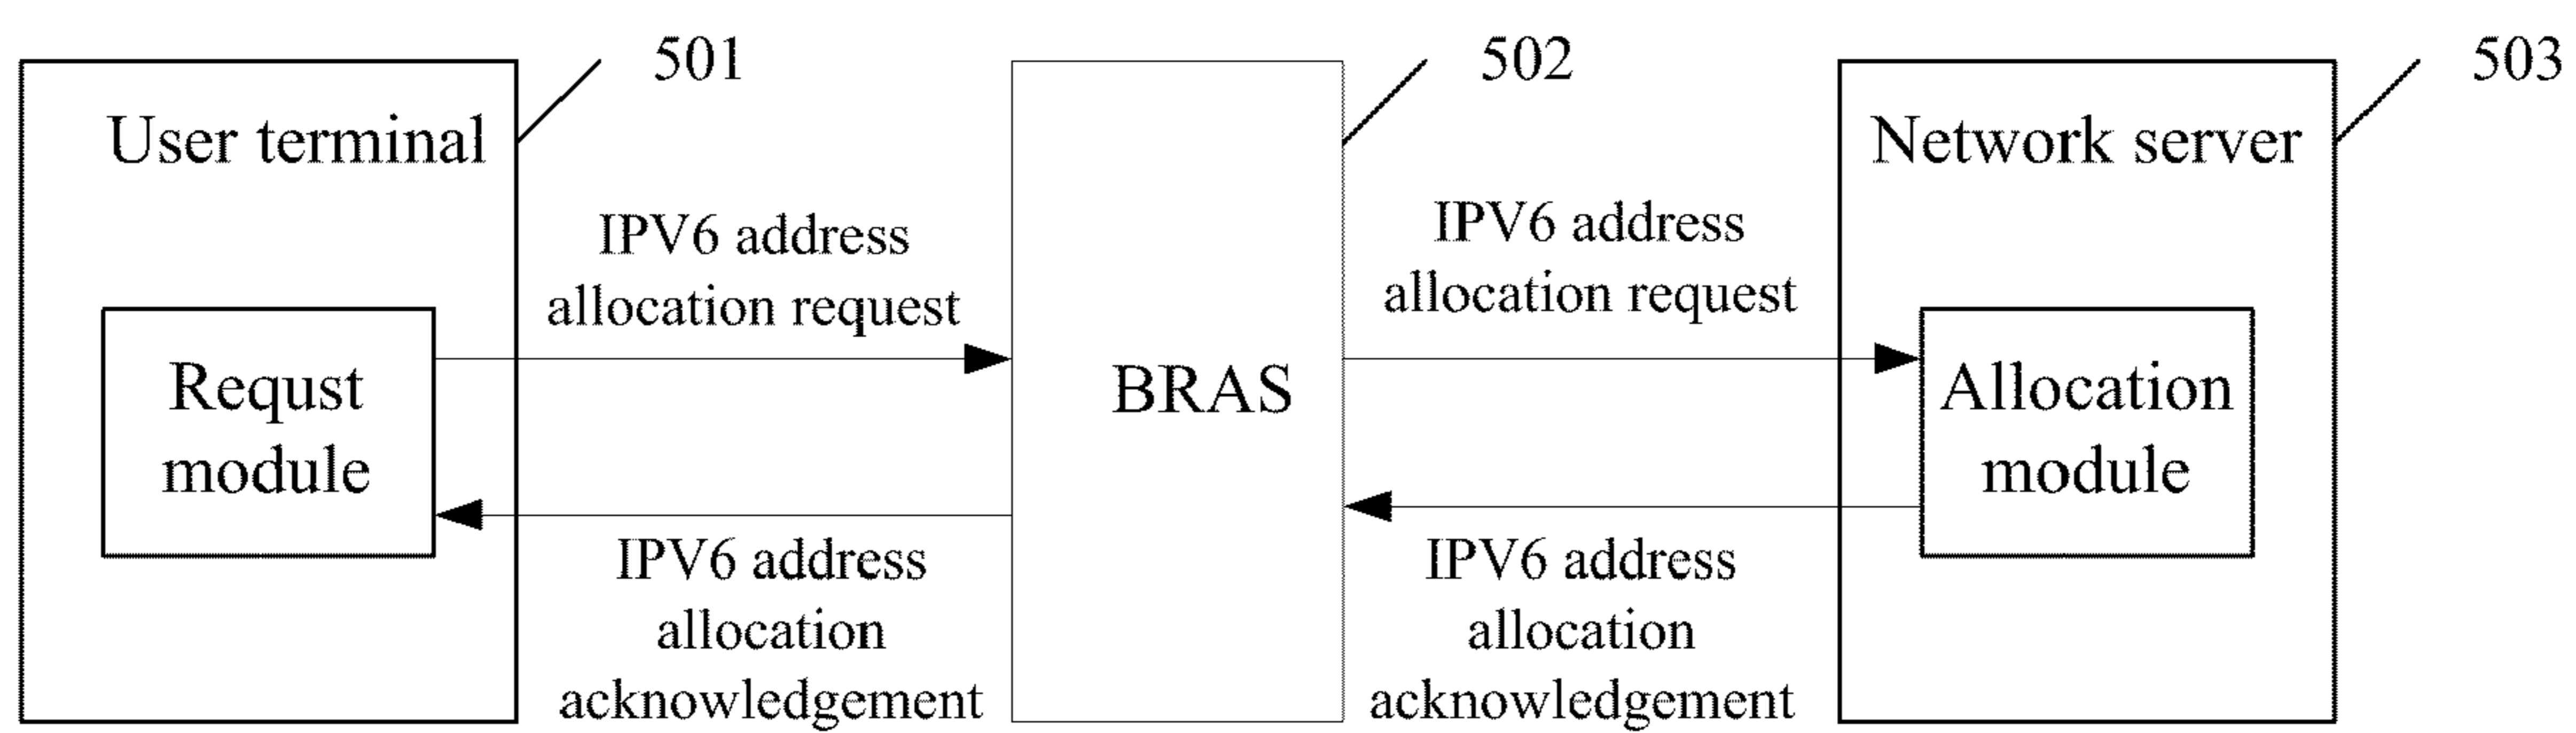 501
502
503
User terminal
Network server
IPV6 address
allocation request
IPV6 address
allocation request
Requst
module
BRAS
Allocation
module
IPV6 address
allocation
acknowledgement
IPV6 address
allocation
acknowledgement